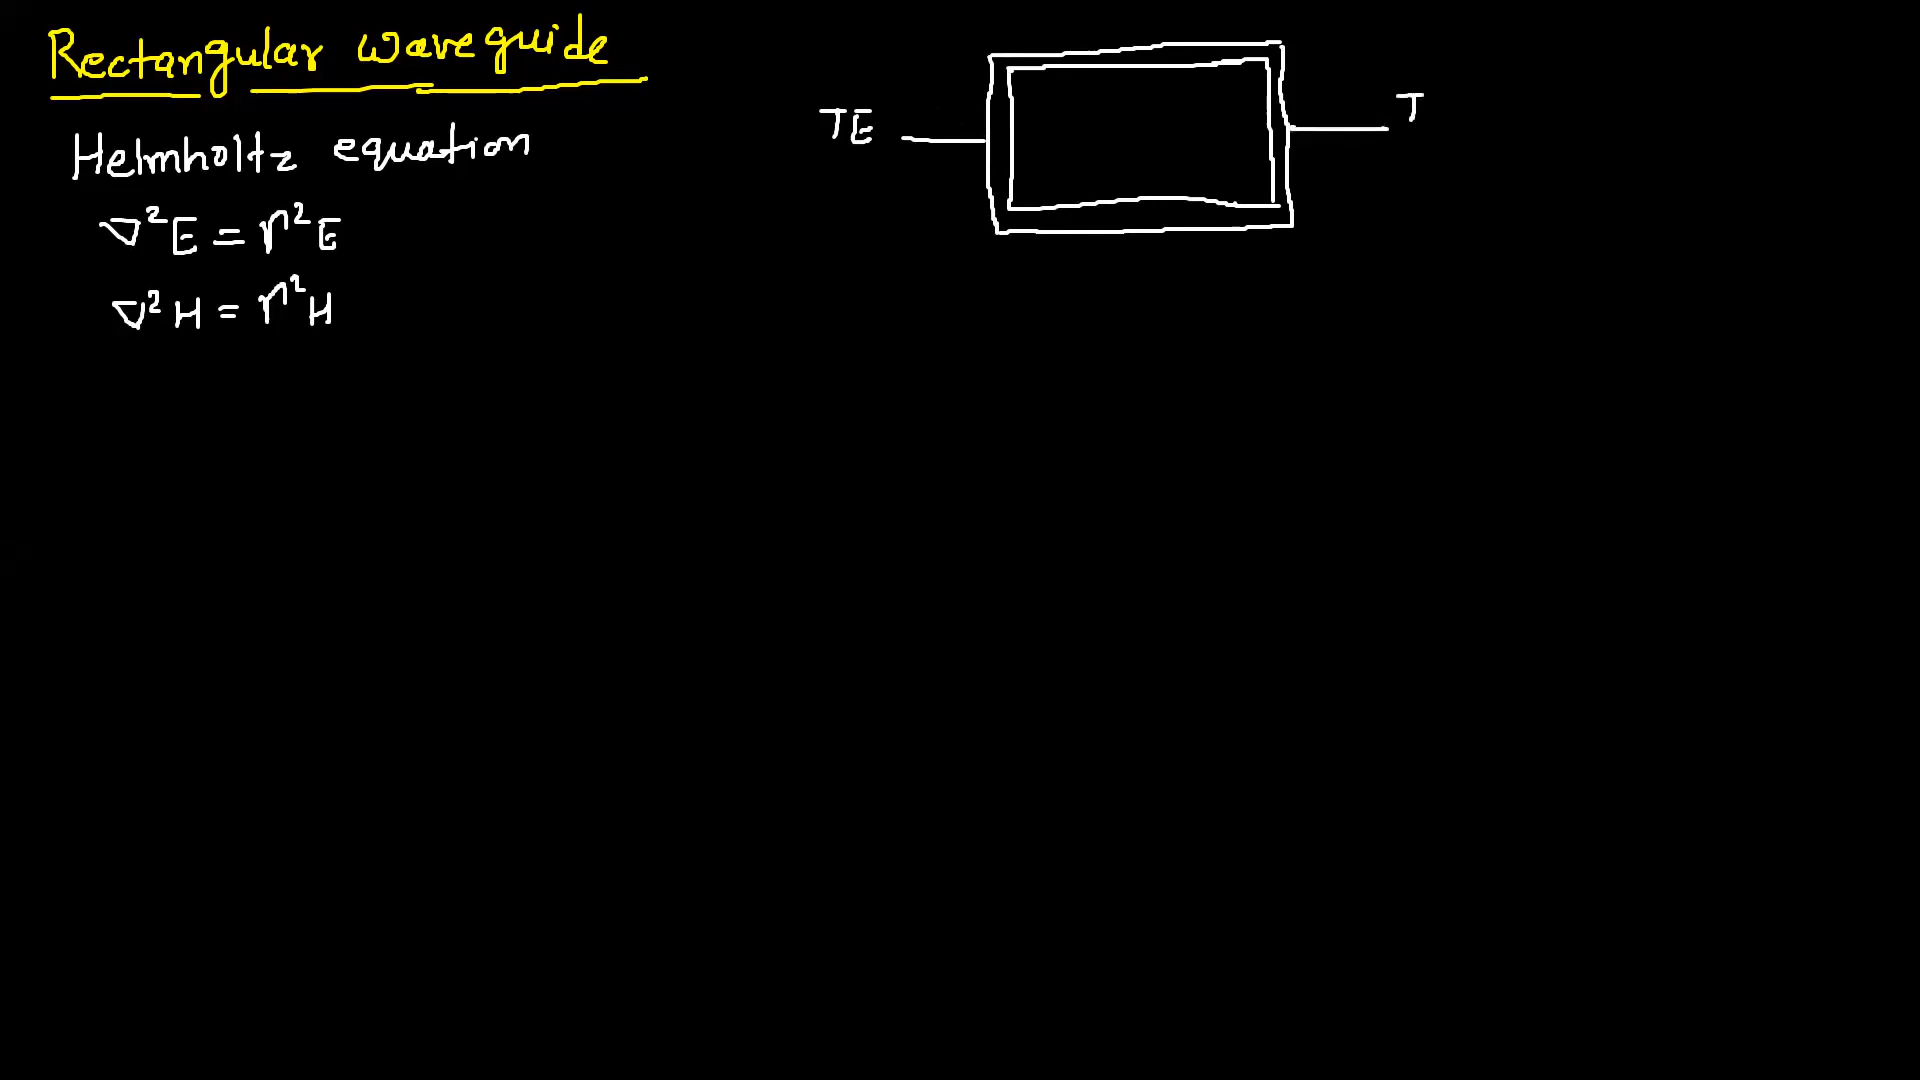 Rectangular waveguide
Helmholtz equation
∇²E = γ²E
∇²H = γ²H
TE
T